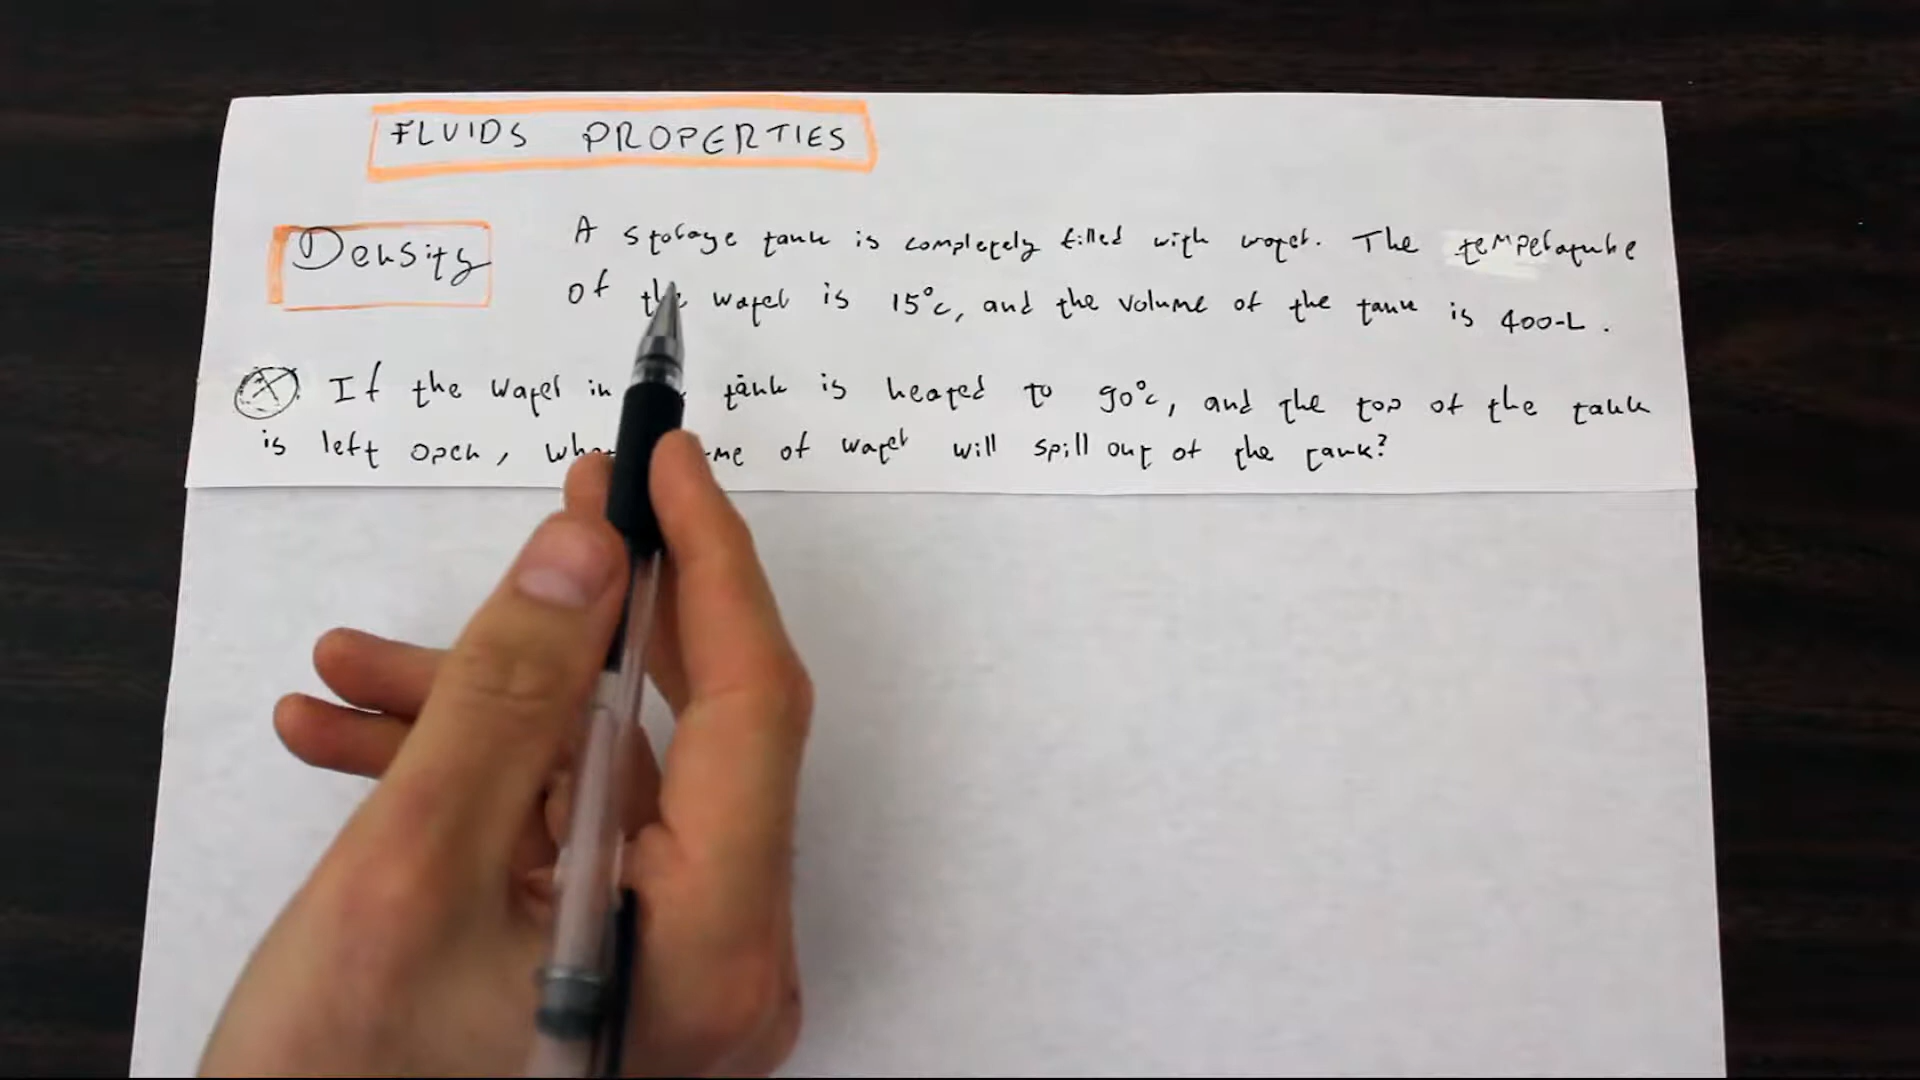 FLUIDS PROPERTIES
Density
A storage tank is completely filled with water. The temperature
of the water is 15°c, and the volume of the tank is 400-L.
If the water in tank is heated to 90°c, and the top of the tank
is left open, of water will spill out of the tank?